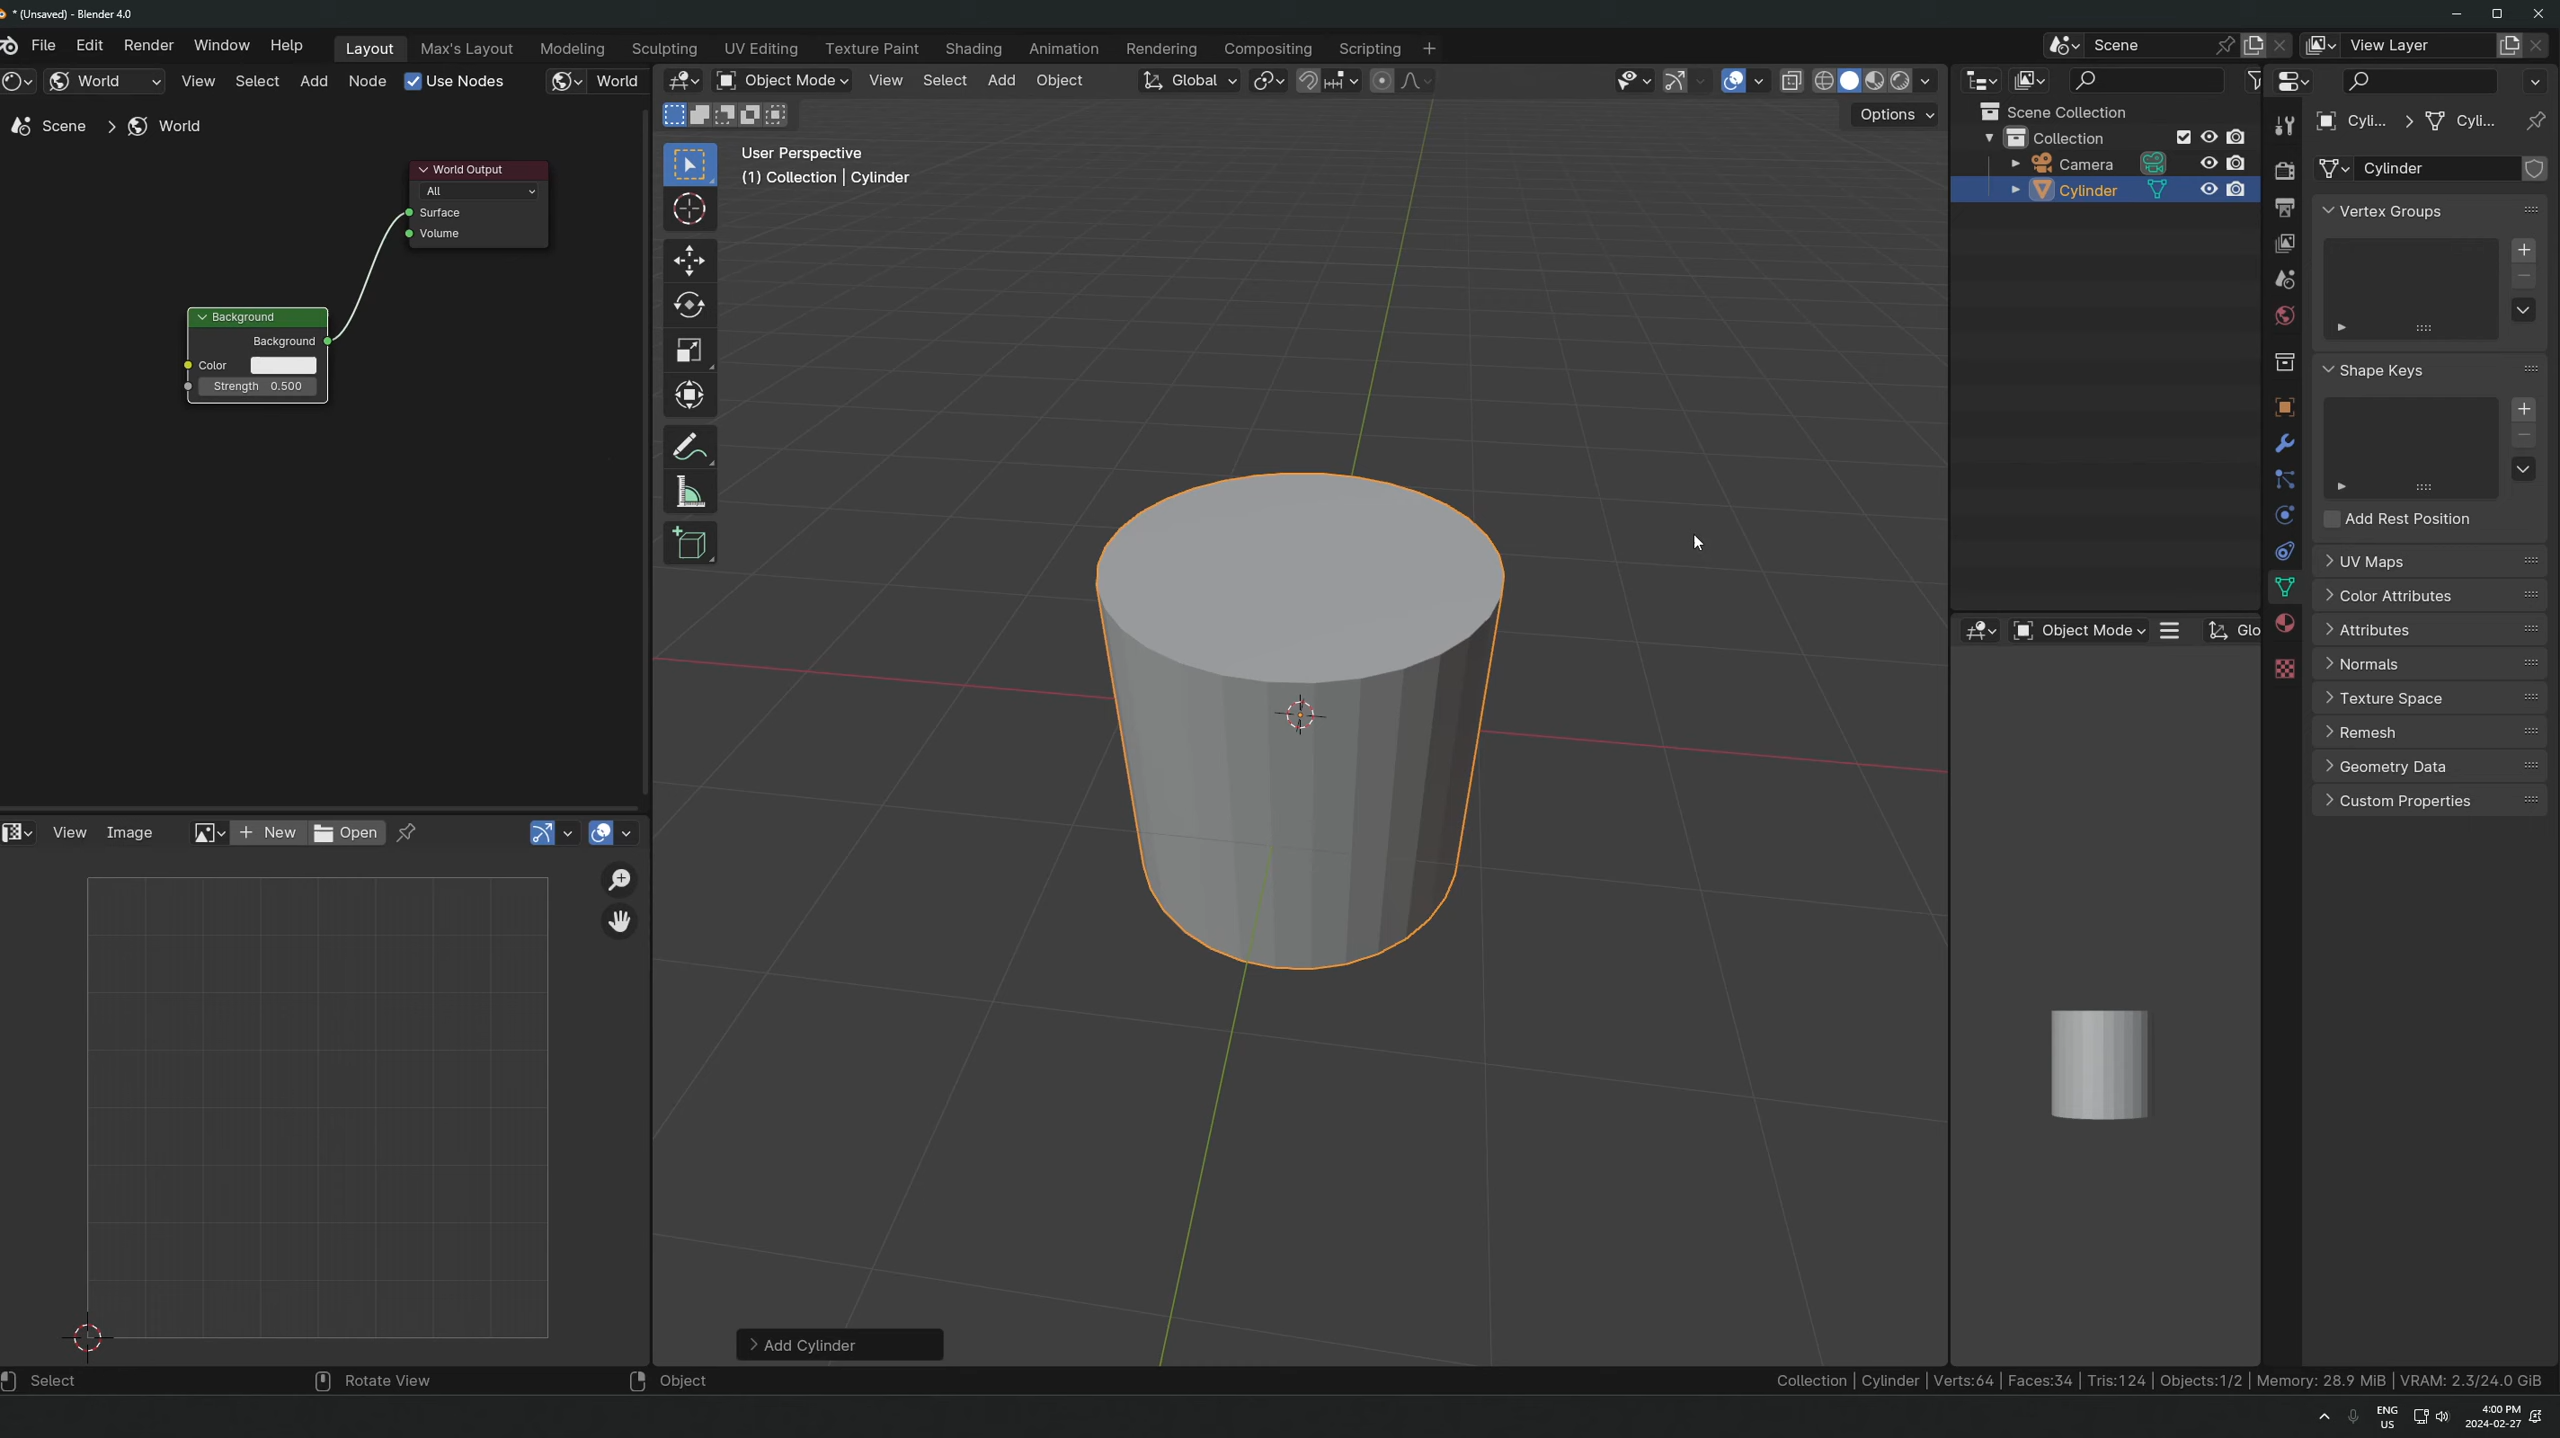 * (Unsaved) - Blender 4.0
File Edit Render Window Help
Layout Max's Layout Modeling Sculpting UV Editing Texture Paint Shading Animation Rendering Compositing Scripting +
Scene
View Layer
World View Select Add Node Use Nodes World
Scene > World
World Output
All
Surface
Volume
Background
Background
Color
Strength 0.500
View Image New Open
Object Mode View Select Add Object Global
Options
User Perspective
(1) Collection | Cylinder
Add Cylinder
Scene Collection
Collection
Camera
Cylinder
Object Mode Glo
Cyli... > Cyli...
Cylinder
Vertex Groups
Shape Keys
Add Rest Position
UV Maps
Color Attributes
Attributes
Normals
Texture Space
Remesh
Geometry Data
Custom Properties
Select Rotate View Object
Collection | Cylinder | Verts:64 | Faces:34 | Tris:124 | Objects:1/2 | Memory: 28.9 MiB | VRAM: 2.3/24.0 GiB
ENG
US
4:00 PM
2024-02-27